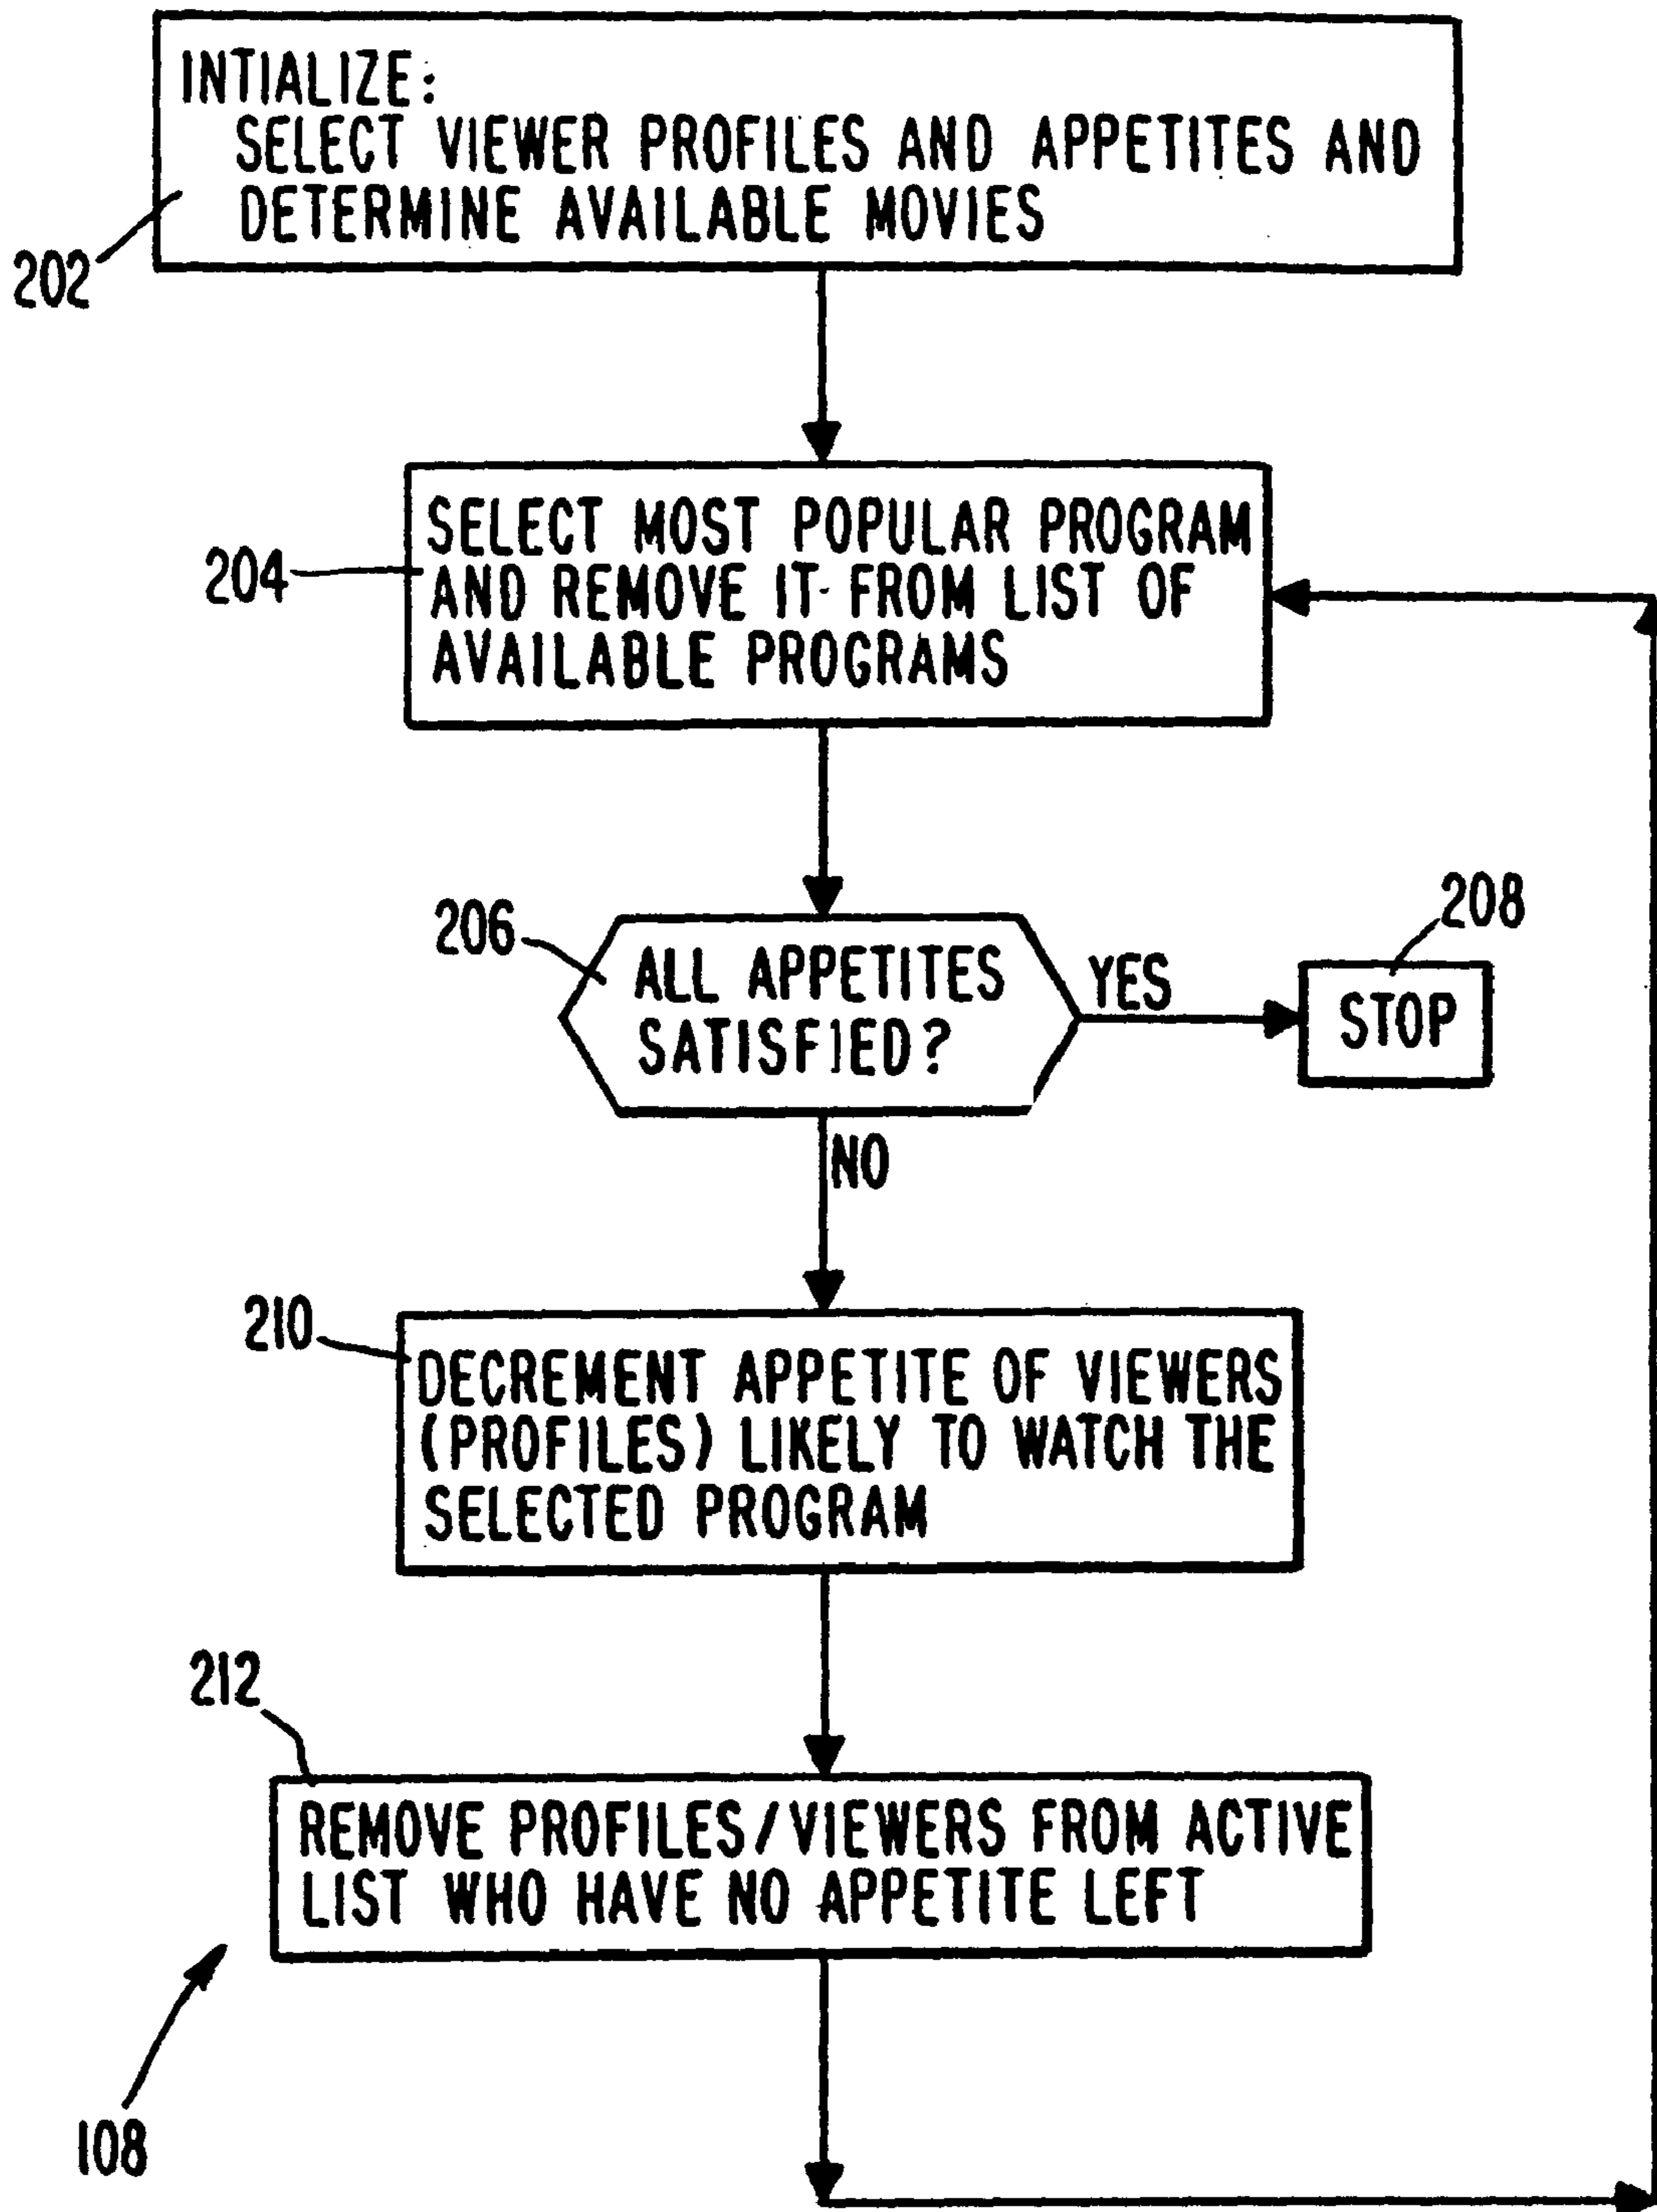 INTIALIZE:
SELECT VIEWER PROFILES AND APPETITES AND
DETERMINE AVAILABLE MOVIES
202
SELECT MOST POPULAR PROGRAM
AND REMOVE IT FROM LIST OF
AVAILABLE PROGRAMS
204
206
ALL APPETITES
SATISFIED?
YES
208
STOP
NO
210
DECREMENT APPETITE OF VIEWERS
(PROFILES) LIKELY TO WATCH THE
SELECTED PROGRAM
212
REMOVE PROFILES/VIEWERS FROM ACTIVE
LIST WHO HAVE NO APPETITE LEFT
108